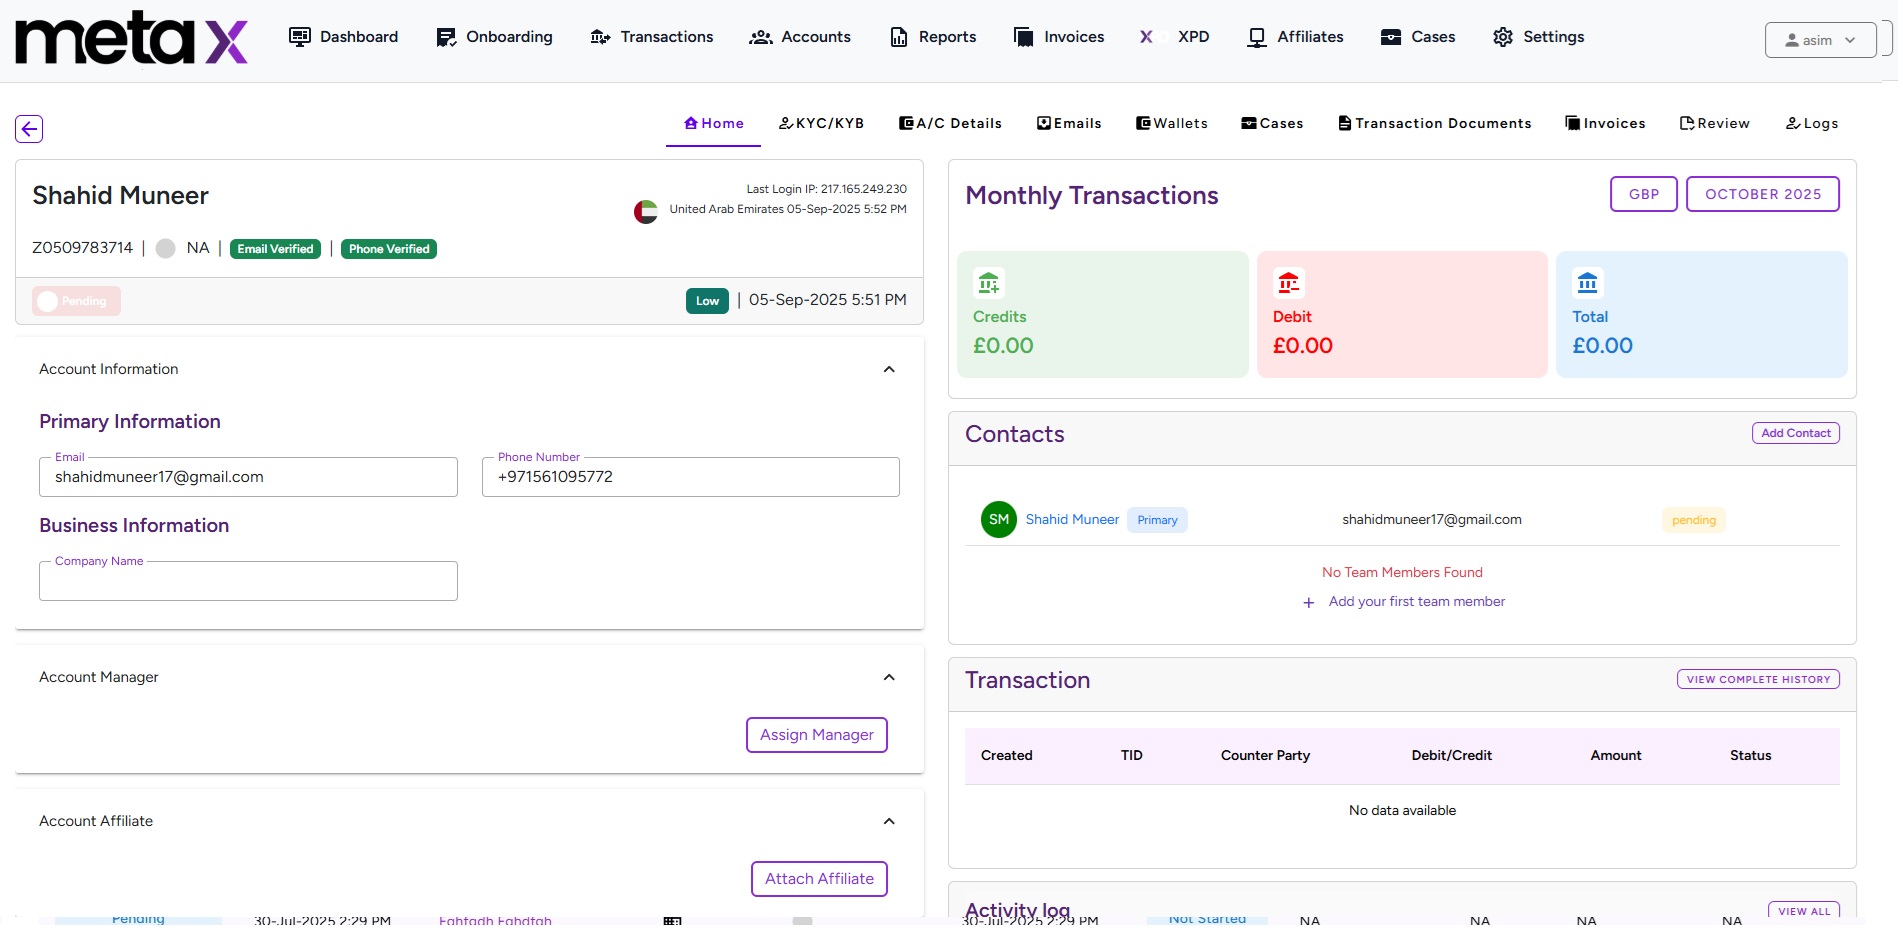 meta X
Dashboard
Onboarding
Transactions
Accounts
Reports
Invoices
X XPD
Affiliates
Cases
Settings
asim
Home
KYC/KYB
A/C Details
Emails
Wallets
Cases
Transaction Documents
Invoices
Review
Logs
Shahid Muneer
Last Login IP: 217.165.249.230
United Arab Emirates 05-Sep-2025 5:52 PM
Z0509783714 | NA | Email Verified | Phone Verified
Pending
Low | 05-Sep-2025 5:51 PM
Account Information
Primary Information
Email
shahidmuneer17@gmail.com
Phone Number
+971561095772
Business Information
Company Name
Account Manager
Assign Manager
Account Affiliate
Attach Affiliate
Monthly Transactions
GBP
OCTOBER 2025
Credits
£0.00
Debit
£0.00
Total
£0.00
Contacts
Add Contact
SM Shahid Muneer Primary shahidmuneer17@gmail.com pending
No Team Members Found
+ Add your first team member
Transaction
VIEW COMPLETE HISTORY
Created TID Counter Party Debit/Credit Amount Status
No data available
Activity log
VIEW ALL
Pending 30-Jul-2025 2:29 PM Fahfadh Fahdfah 30-Jul-2025 2:29 PM Not Started NA NA NA NA